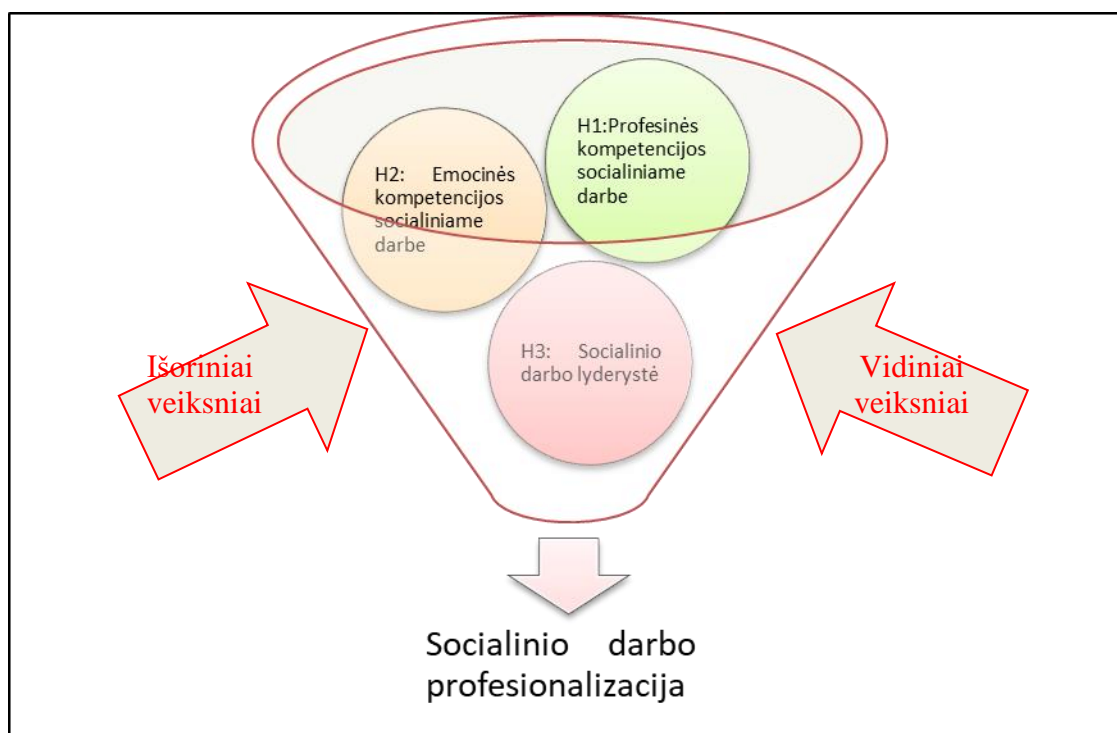 H1:Profesinės
kompetencijos
socialiniame
darbe
H2: Emocinės
kompetencijos
socialiniame
darbe
H3: Socialinio
darbo lyderystė
Išoriniai
veiksniai
Vidiniai
veiksniai
Socialinio darbo
profesionalizacija